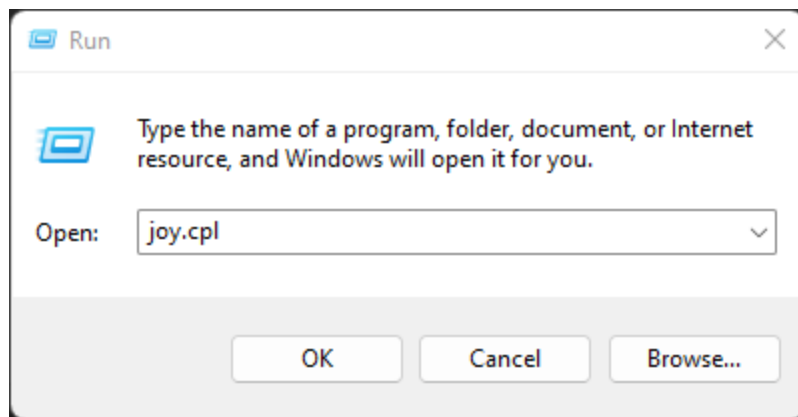 Run
Type the name of a program, folder, document, or Internet
resource, and Windows will open it for you.
Open: joy.cpl
OK Cancel Browse...